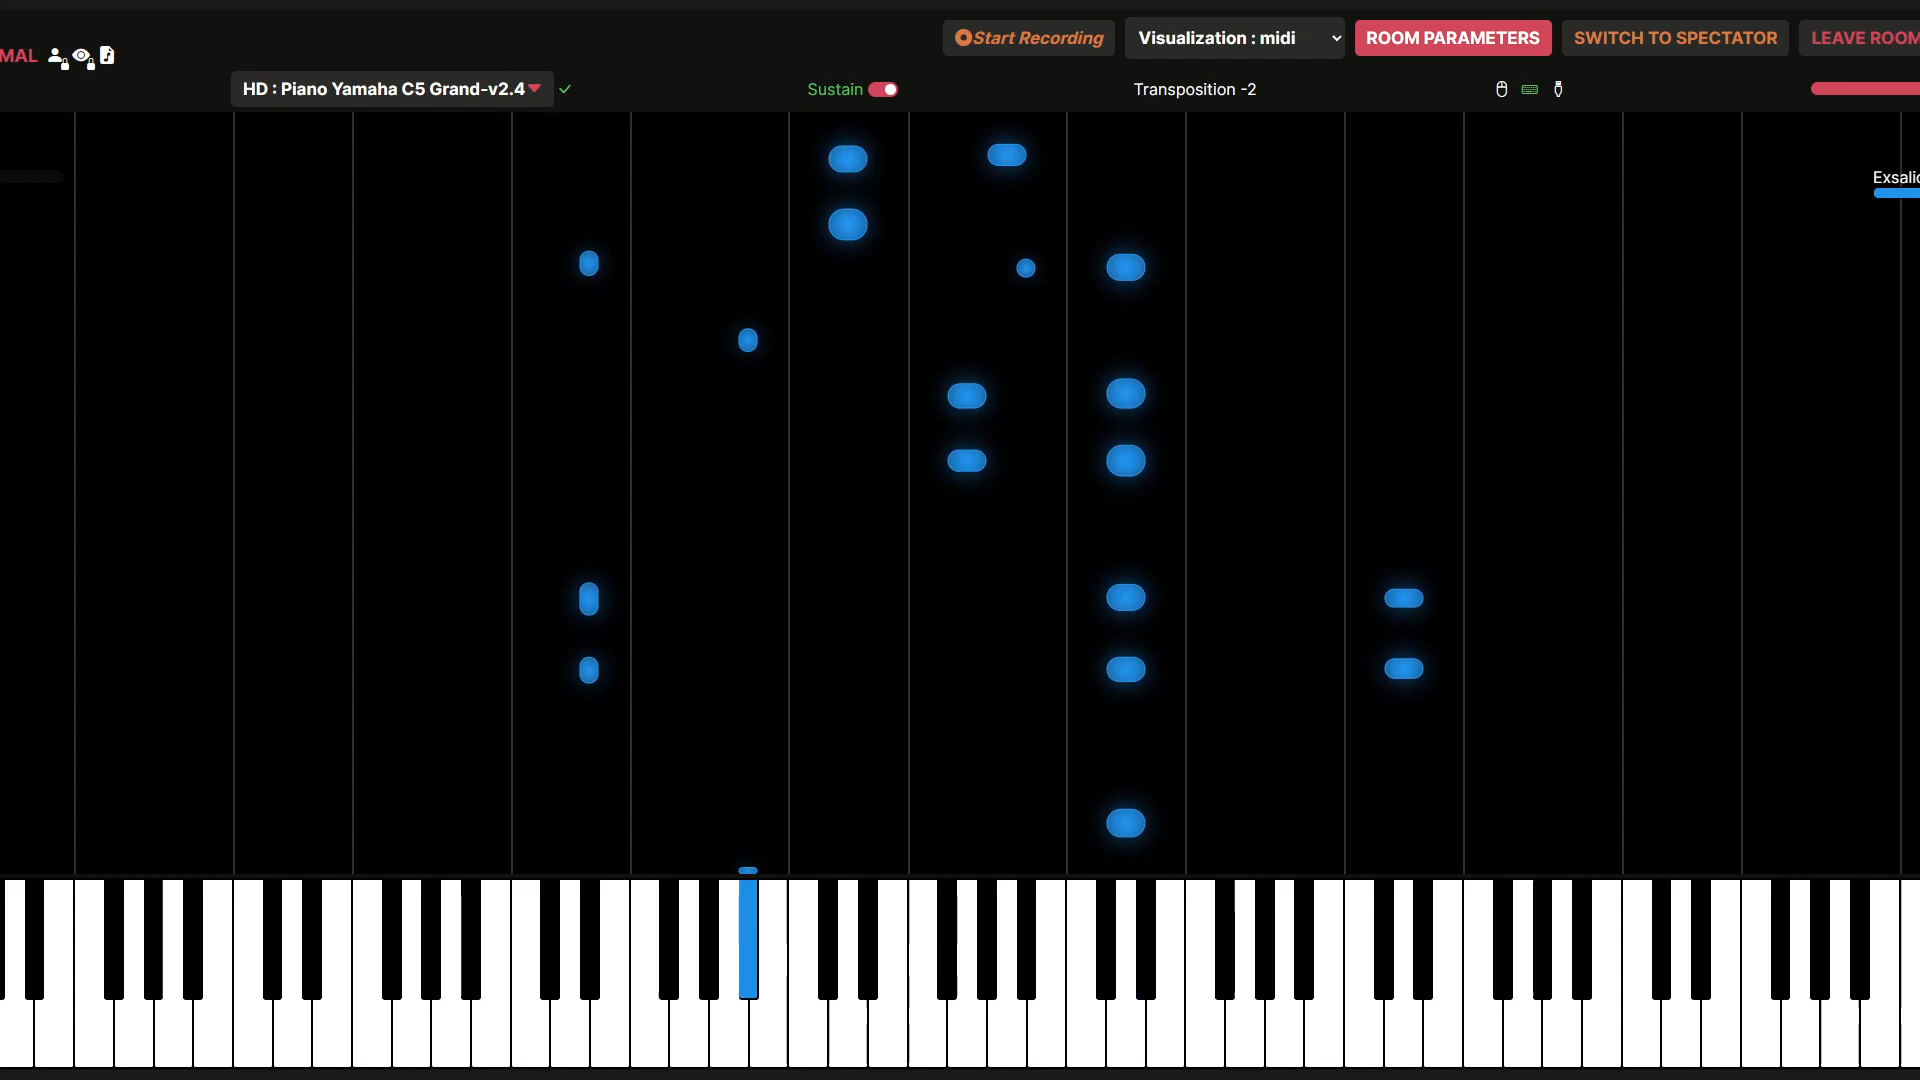 MAL
Start Recording
Visualization : midi
ROOM PARAMETERS
SWITCH TO SPECTATOR
LEAVE ROOM
HD : Piano Yamaha C5 Grand-v2.4
Sustain
Transposition -2
Exsalic